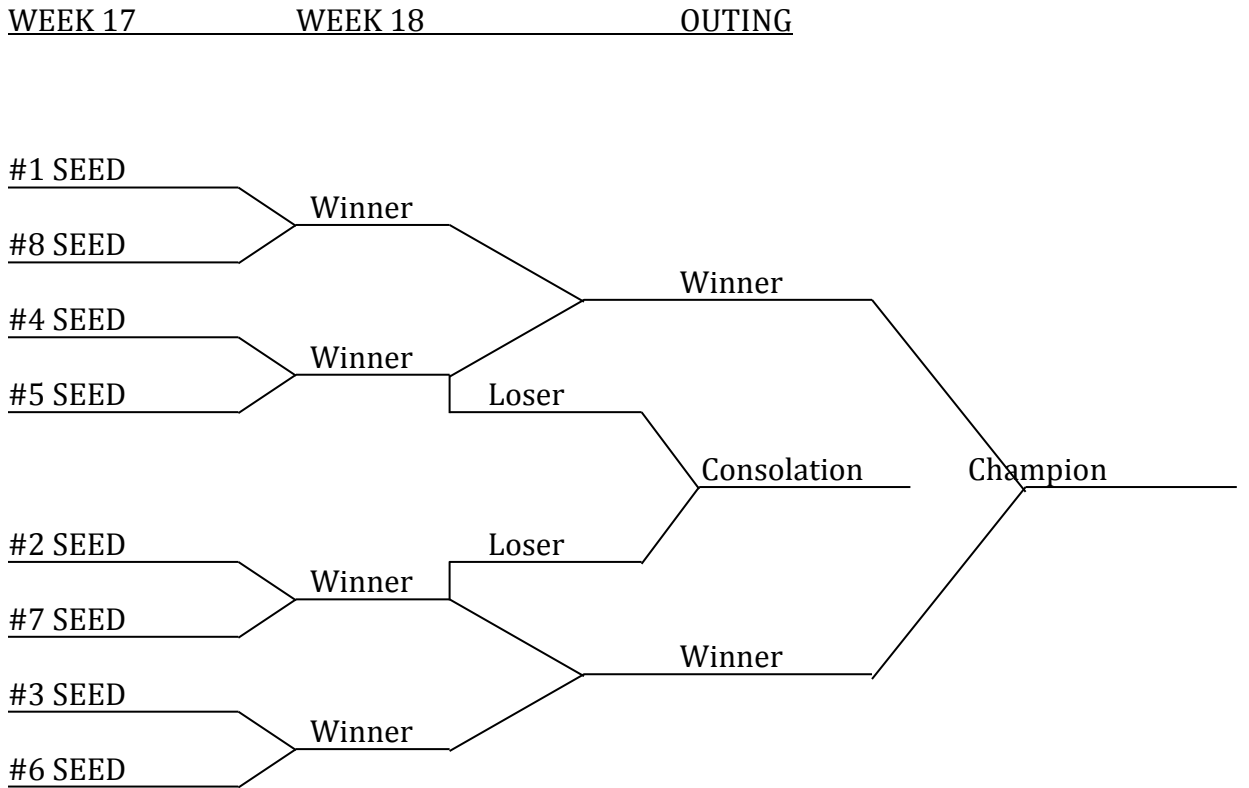 WEEK 17 WEEK 18 OUTING
#1 SEED
Winner
#8 SEED
Winner
#4 SEED
Winner
#5 SEED
Loser
Consolation
Champion
#2 SEED
Loser
Winner
#7 SEED
Winner
#3 SEED
Winner
#6 SEED